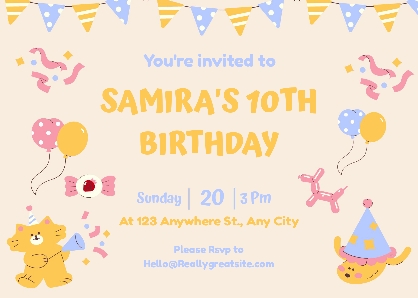 You're invited to
SAMIRA'S 10TH
BIRTHDAY
Sunday 20 3 Pm
At 123 Anywhere St., Any City
Please Rsvp to
Hello@Reallygreatsite.com